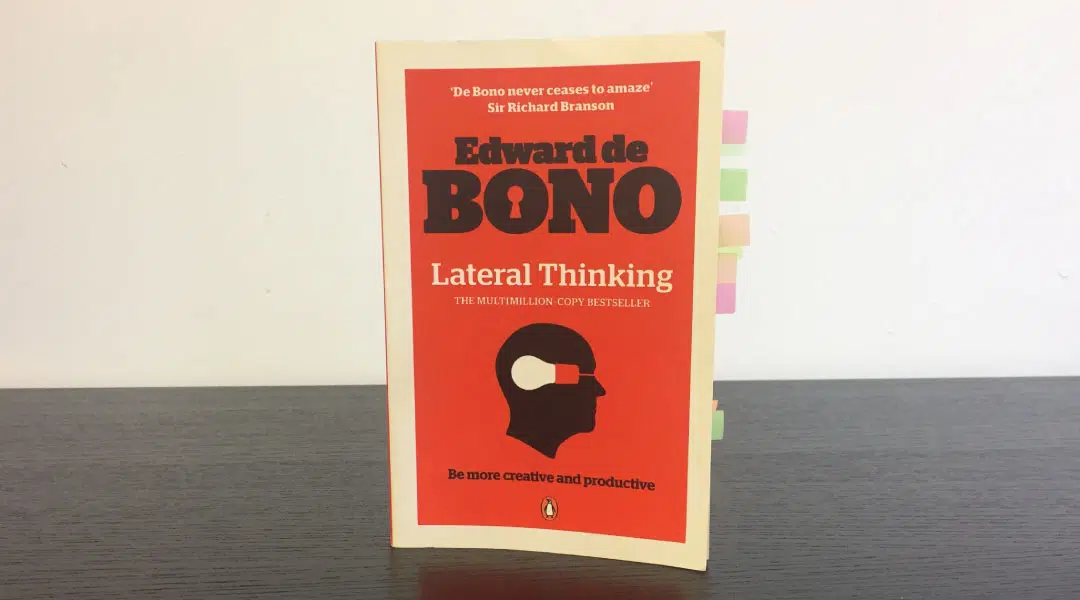 ‘De Bono never ceases to amaze’
Sir Richard Branson
Edward de
BONO
Lateral Thinking
THE MULTIMILLION-COPY BESTSELLER
Be more creative and productive